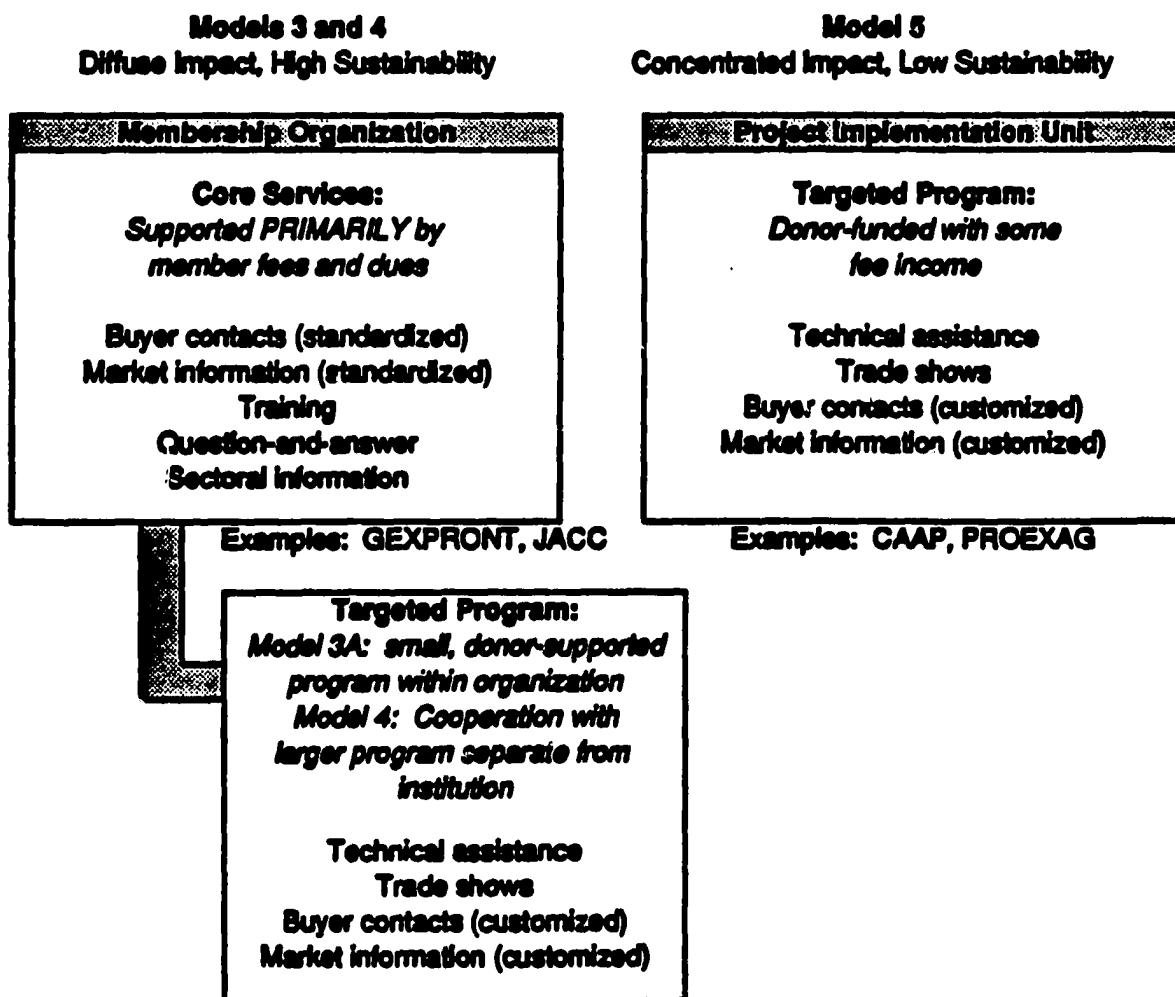 Models 3 and 4
Diffuse Impact, High Sustainability
Membership Organization
Core Services:
Supported PRIMARILY by
member fees and dues
Buyer contacts (standardized)
Market information (standardized)
Training
Question-and-answer
Sectoral information
Examples: GEXPRONT, JACC
Targeted Program:
Model 3A: small, donor-supported
program within organization
Model 4: Cooperation with
larger program separate from
institution
Technical assistance
Trade shows
Buyer contacts (customized)
Market information (customized)
Model 5
Concentrated Impact, Low Sustainability
Project Implementation Unit
Targeted Program:
Donor-funded with some
fee income
Technical assistance
Trade shows
Buyer contacts (customized)
Market information (customized)
Examples: CAAP, PROEXAG